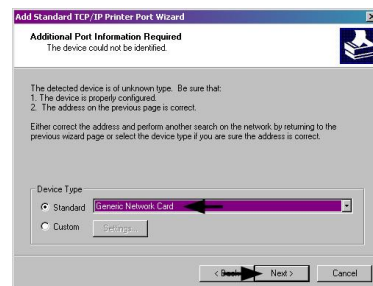 Add Standard TCP/IP Printer Port Wizard
Additional Port Information Required
The device could not be identified.
The detected device is of unknown type. Be sure that:
1. The device is properly configured.
2. The address on the previous page is correct.
Either correct the address and perform another search on the network by returning to the
previous wizard page or select the device type if you are sure the address is correct.
Device Type
Standard Generic Network Card
Custom Settings...
< Next > Cancel